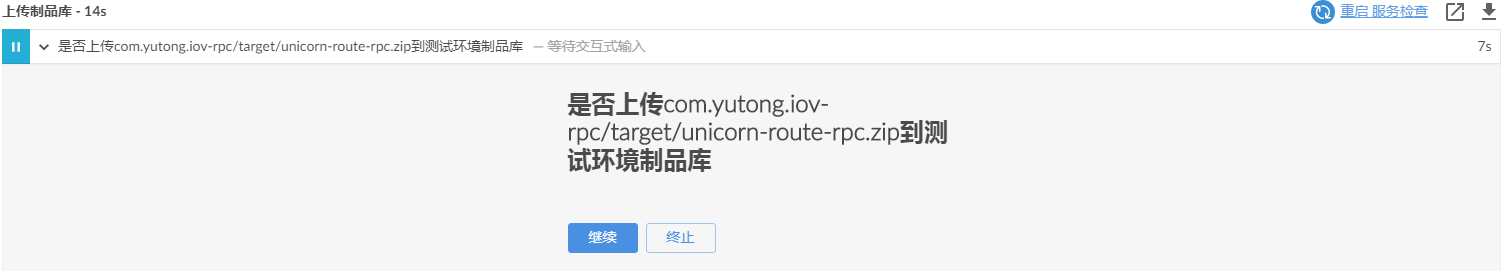 上传制品库 - 14s
重启 服务检查
是否上传com.yutong.iov-rpc/target/unicorn-route-rpc.zip到测试环境制品库 — 等待交互式输入
7s
是否上传com.yutong.iov-
rpc/target/unicorn-route-rpc.zip到测
试环境制品库
继续
终止